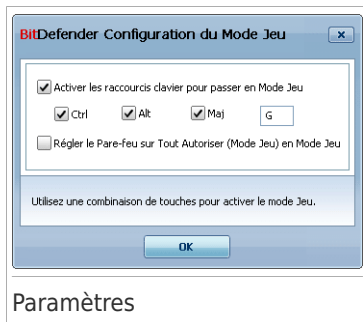 BitDefender Configuration du Mode Jeu
Activer les raccourcis clavier pour passer en Mode Jeu
Ctrl Alt Maj G
Régler le Pare-feu sur Tout Autoriser (Mode Jeu) en Mode Jeu
Utilisez une combinaison de touches pour activer le mode Jeu.
OK
Paramètres